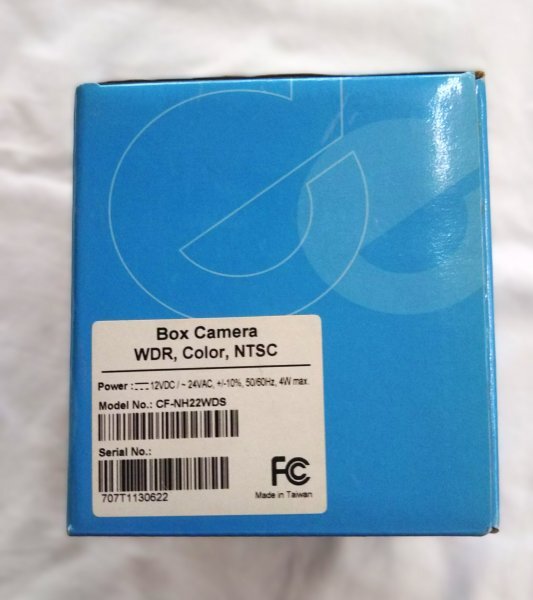 Box Camera
WDR, Color, NTSC
Power : ⎓ 12VDC / ~ 24VAC, +/-10%, 50/60Hz, 4W max.
Model No.: CF-NH22WDS
Serial No.:
707T1130622
FC
Made in Taiwan